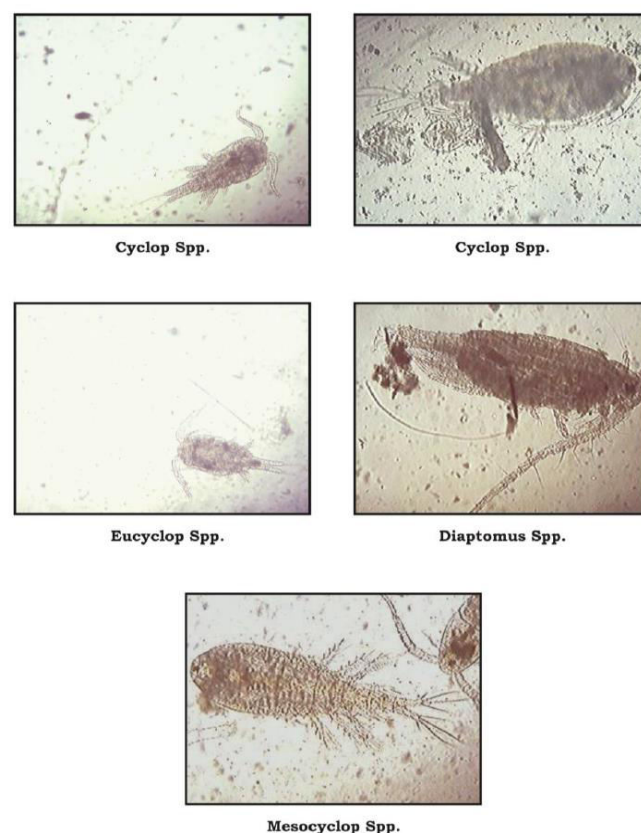 Cyclop Spp.
Cyclop Spp.
Eucyclop Spp.
Diaptomus Spp.
Mesocyclop Spp.